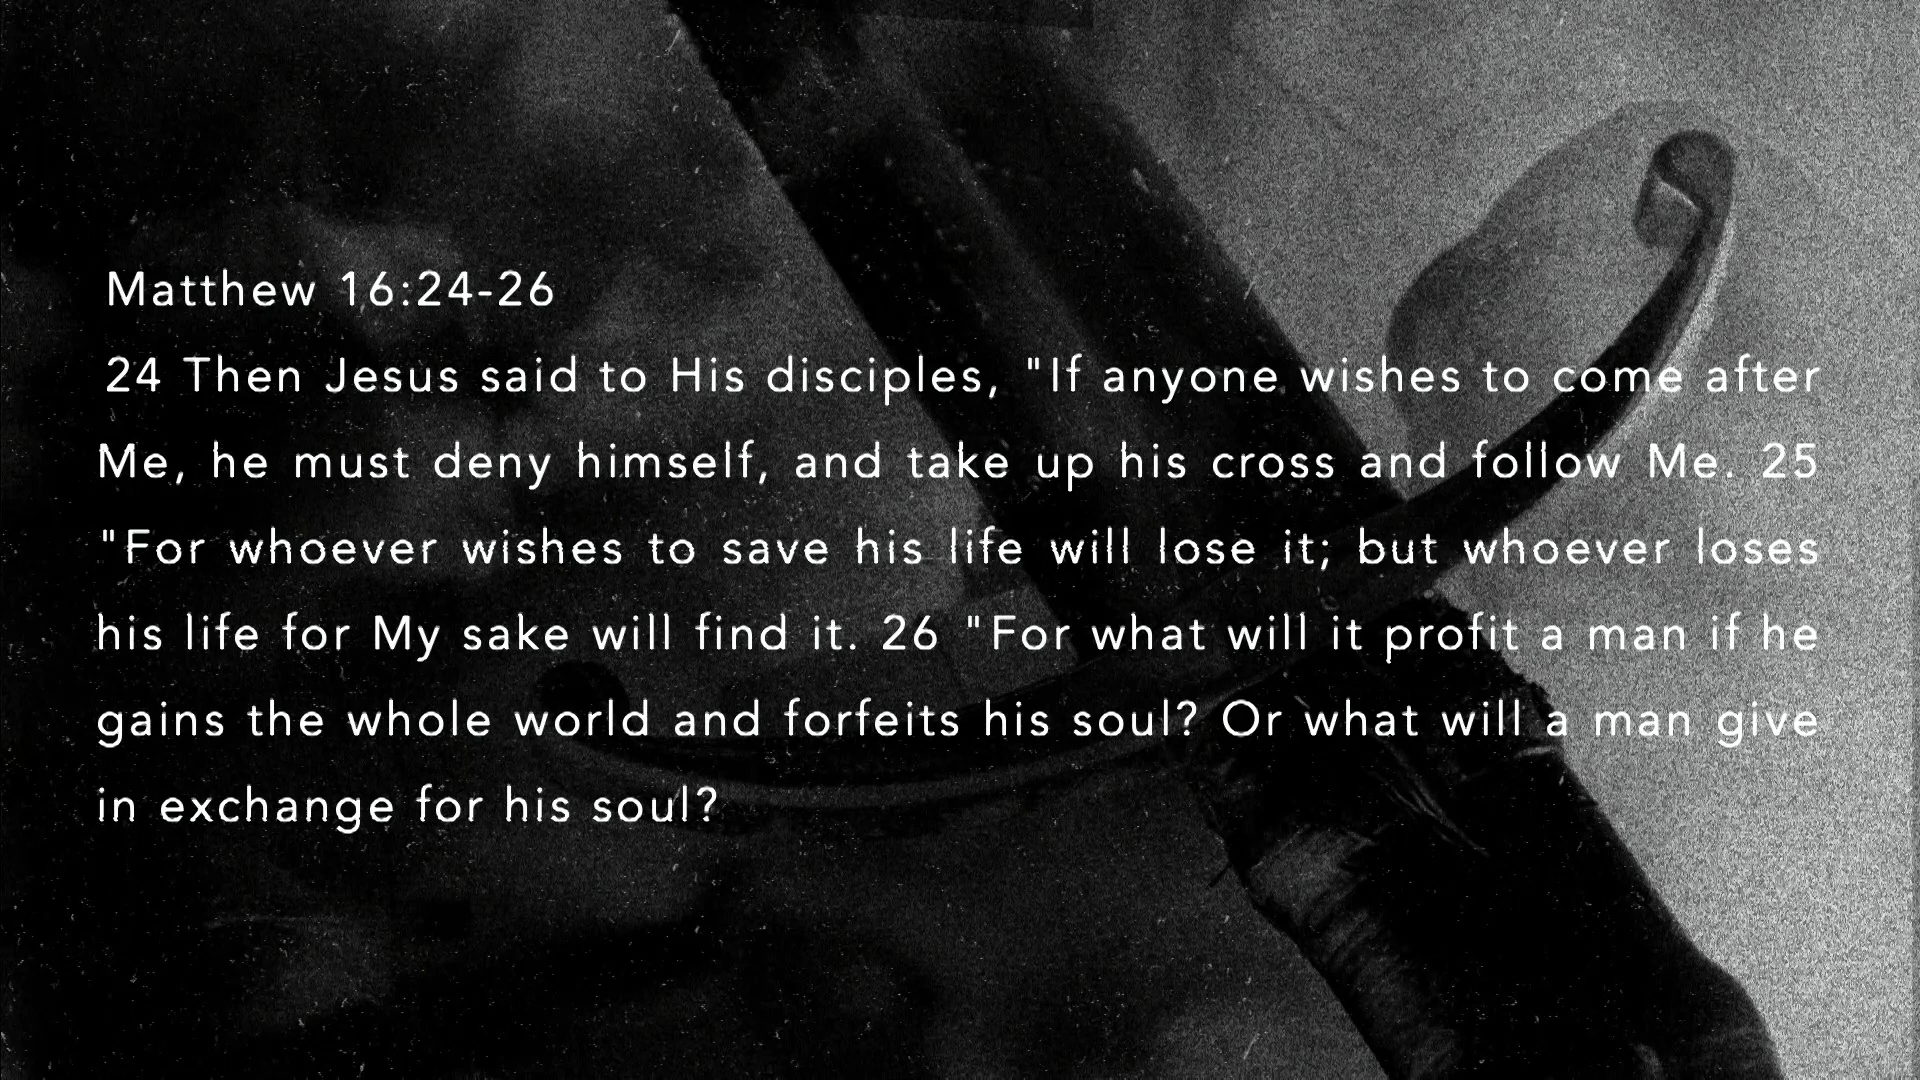 Matthew 16:24-26
24 Then Jesus said to His disciples, "If anyone wishes to come after
Me, he must deny himself, and take up his cross and follow Me. 25
"For whoever wishes to save his life will lose it; but whoever loses
his life for My sake will find it. 26 "For what will it profit a man if he
gains the whole world and forfeits his soul? Or what will a man give
in exchange for his soul?